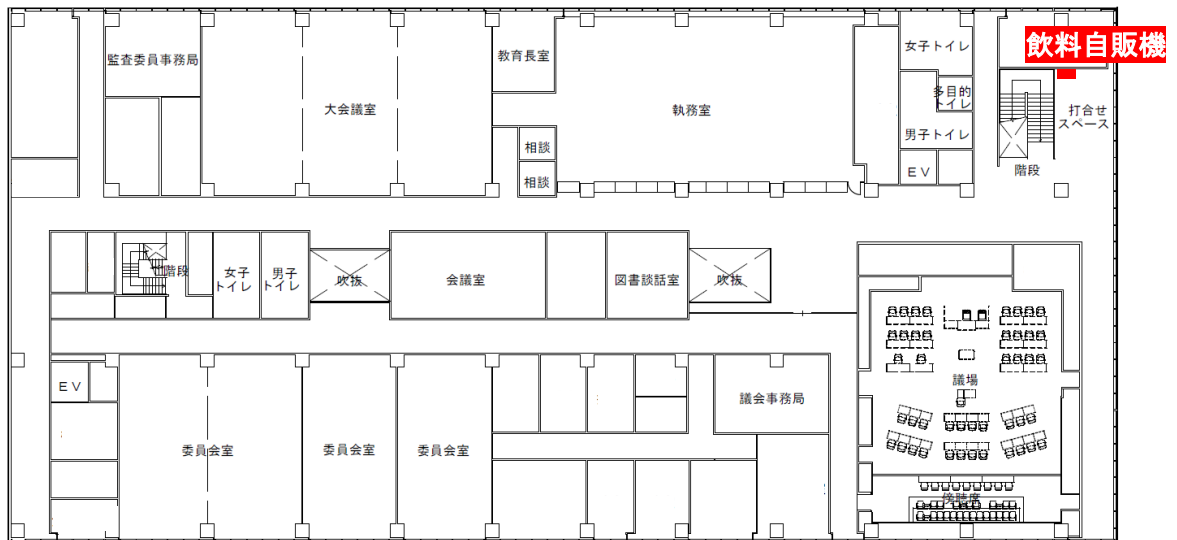 飲料自販機
監査委員事務局
大会議室
教育長室
相談
相談
執務室
女子トイレ
多目的
トイレ
男子トイレ
EV
打合せ
スペース
階段
階段
女子
トイレ
男子
トイレ
吹抜
会議室
図書談話室
吹抜
EV
委員会室
委員会室
委員会室
議会事務局
議場
傍聴席